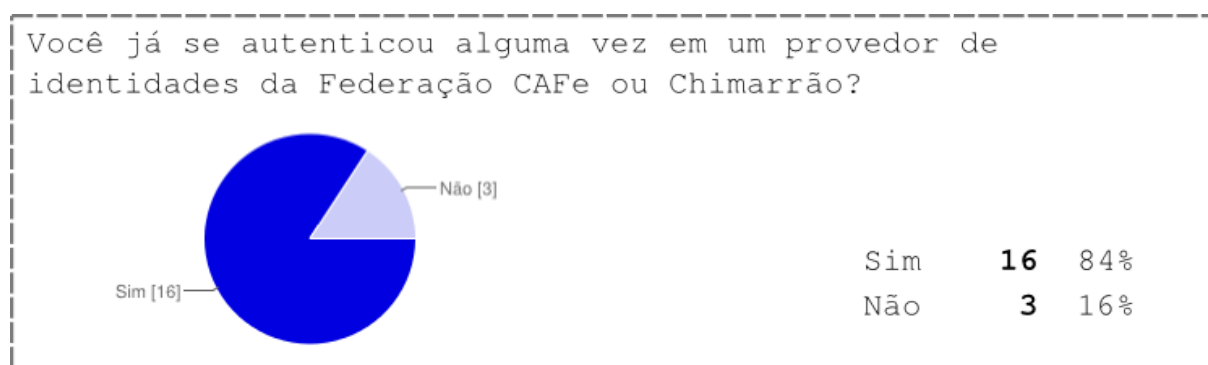 Você já se autenticou alguma vez em um provedor de
identidades da Federação CAFe ou Chimarrão?
Não [3]
Sim [16]
Sim 16 84%
Não 3 16%